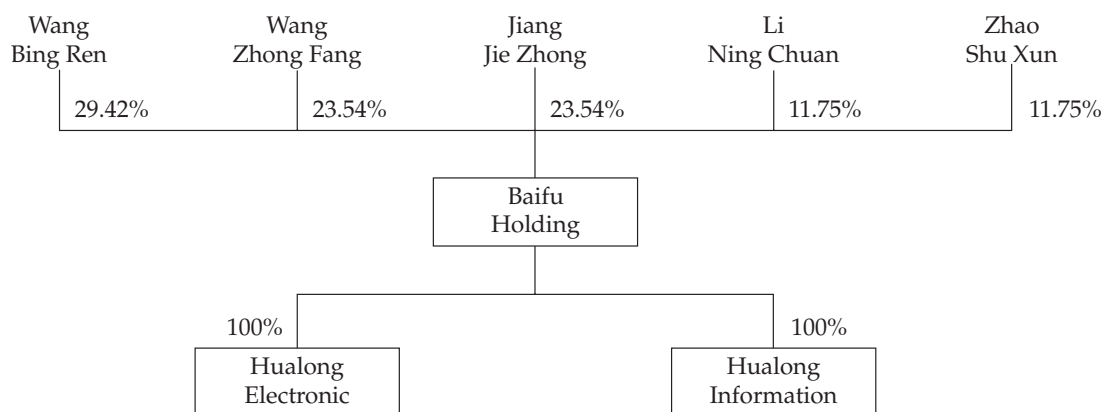 Wang
Bing Ren
Wang
Zhong Fang
Jiang
Jie Zhong
Li
Ning Chuan
Zhao
Shu Xun
29.42%
23.54%
23.54%
11.75%
11.75%
Baifu
Holding
100%
100%
Hualong
Electronic
Hualong
Information